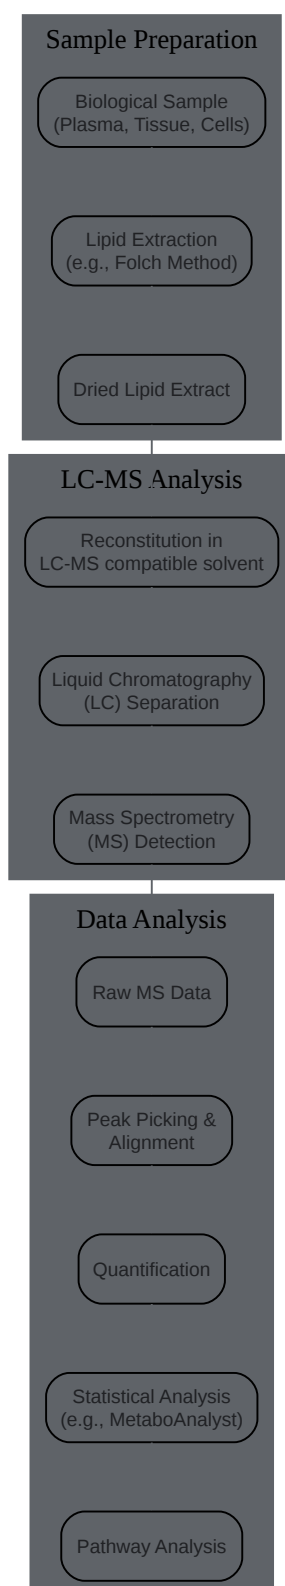 Sample Preparation
Biological Sample
(Plasma, Tissue, Cells)
Lipid Extraction
(e.g., Folch Method)
Dried Lipid Extract
LC-MS Analysis
Reconstitution in
LC-MS compatible solvent
Liquid Chromatography
(LC) Separation
Mass Spectrometry
(MS) Detection
Data Analysis
Raw MS Data
Peak Picking &
Alignment
Quantification
Statistical Analysis
(e.g., MetaboAnalyst)
Pathway Analysis